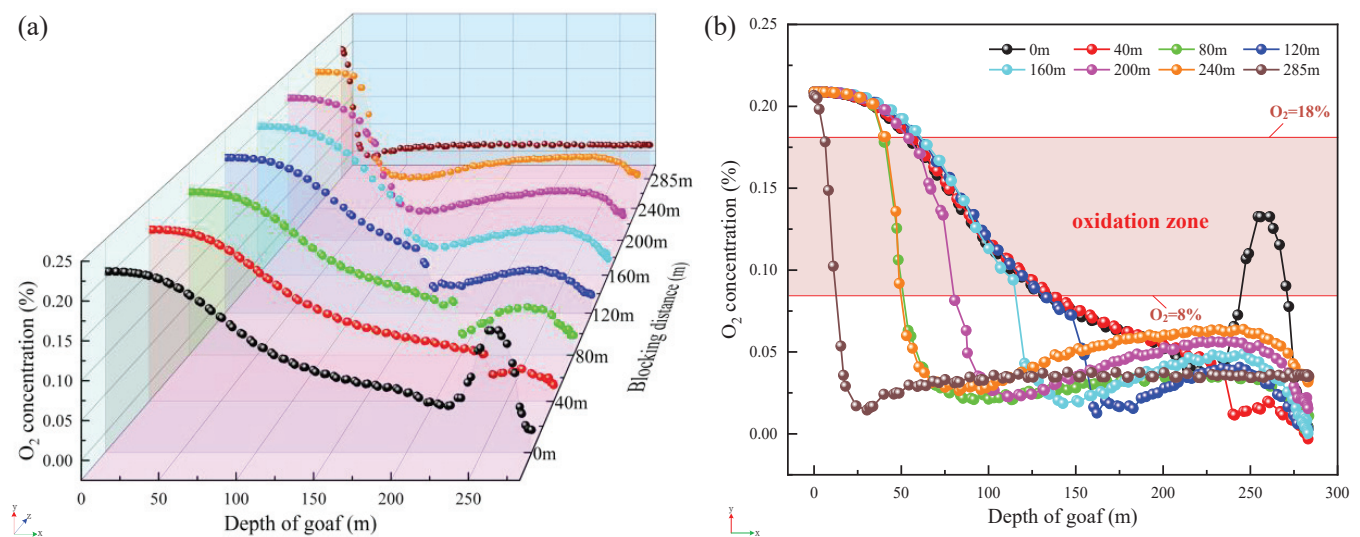 (a)
O₂ concentration (%)
0.25
0.20
0.15
0.10
0.05
0.00
0
50
100
150
200
250
Depth of goaf (m)
0m
40m
80m
120m
160m
200m
240m
285m
Blocking distance (m)
y
z
x
(b)
O₂ concentration (%)
0.25
0.20
0.15
0.10
0.05
0.00
0m 40m 80m 120m
160m 200m 240m 285m
O₂=18%
oxidation zone
O₂=8%
0 50 100 150 200 250 300
Depth of goaf (m)
y
x